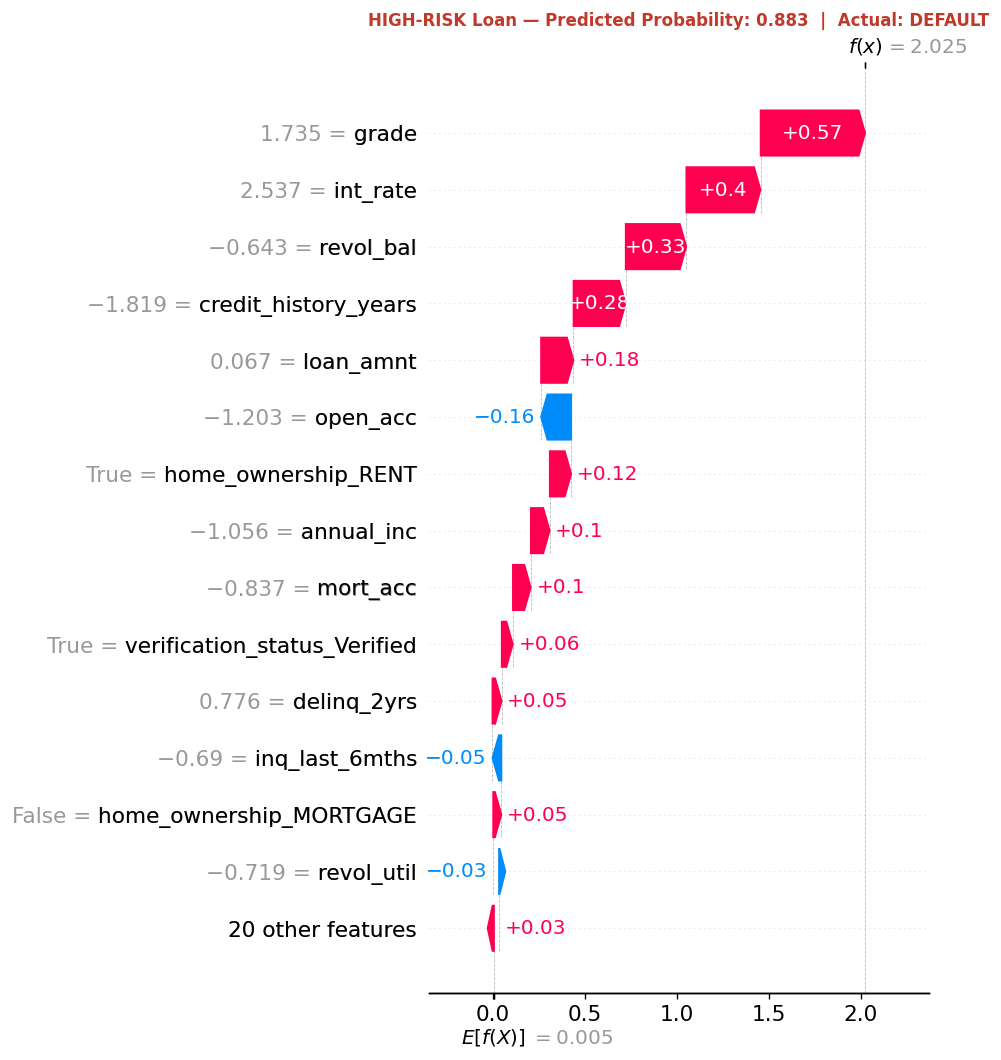 HIGH-RISK Loan — Predicted Probability: 0.883 | Actual: DEFAULT
f(x) = 2.025
1.735 = grade +0.57
2.537 = int_rate +0.4
−0.643 = revol_bal +0.33
−1.819 = credit_history_years +0.28
0.067 = loan_amnt +0.18
−1.203 = open_acc −0.16
True = home_ownership_RENT +0.12
−1.056 = annual_inc +0.1
−0.837 = mort_acc +0.1
True = verification_status_Verified +0.06
0.776 = delinq_2yrs +0.05
−0.69 = inq_last_6mths −0.05
False = home_ownership_MORTGAGE +0.05
−0.719 = revol_util −0.03
20 other features +0.03
0.0 0.5 1.0 1.5 2.0
E[f(X)] = 0.005